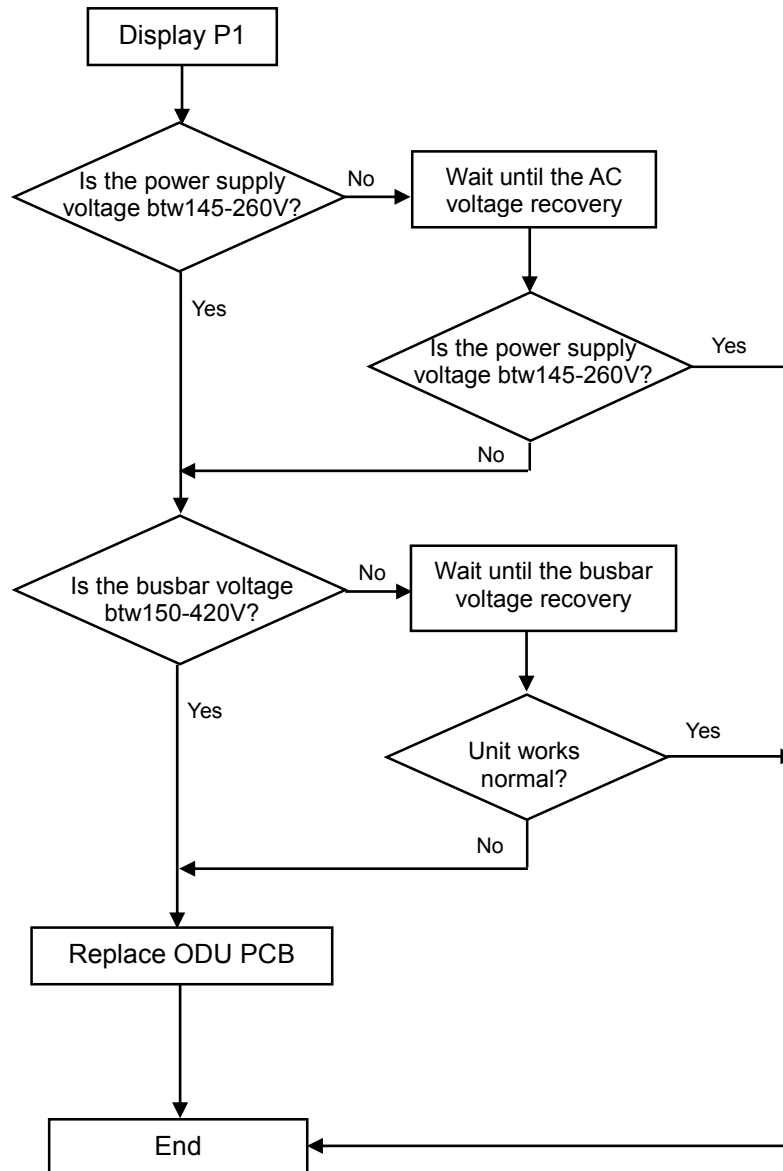 Display P1
Is the power supply
voltage btw145-260V?
No
Wait until the AC
voltage recovery
Yes
Is the power supply
voltage btw145-260V?
Yes
No
Is the busbar voltage
btw150-420V?
No
Wait until the busbar
voltage recovery
Yes
Unit works
normal?
Yes
No
Replace ODU PCB
End